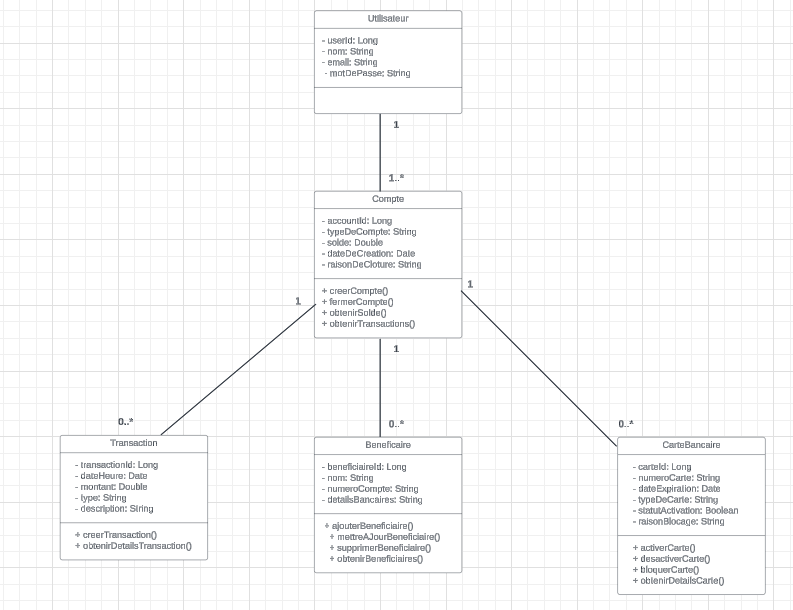 Utilisateur
- userId: Long
- nom: String
- email: String
- motDePasse: String
1
1..*
Compte
- accountId: Long
- typeDeCompte: String
- solde: Double
- dateDeCreation: Date
- raisonDeCloture: String
+ creerCompte()
+ fermerCompte()
+ obtenirSolde()
+ obtenirTransactions()
1
1
1
0..*
0..*
0..*
Transaction
- transactionId: Long
- dateHeure: Date
- montant: Double
- type: String
- description: String
+ creerTransaction()
+ obtenirDetailsTransaction()
Beneficaire
- beneficiaireId: Long
- nom: String
- numeroCompte: String
- detailsBancaires: String
+ ajouterBeneficiaire()
+ mettreAJourBeneficiaire()
+ supprimerBeneficiaire()
+ obtenirBeneficiaires()
CarteBancaire
- carteId: Long
- numeroCarte: String
- dateExpiration: Date
- typeDeCarte: String
- statutActivation: Boolean
- raisonBlocage: String
+ activerCarte()
+ desactiverCarte()
+ bloquerCarte()
+ obtenirDetailsCarte()